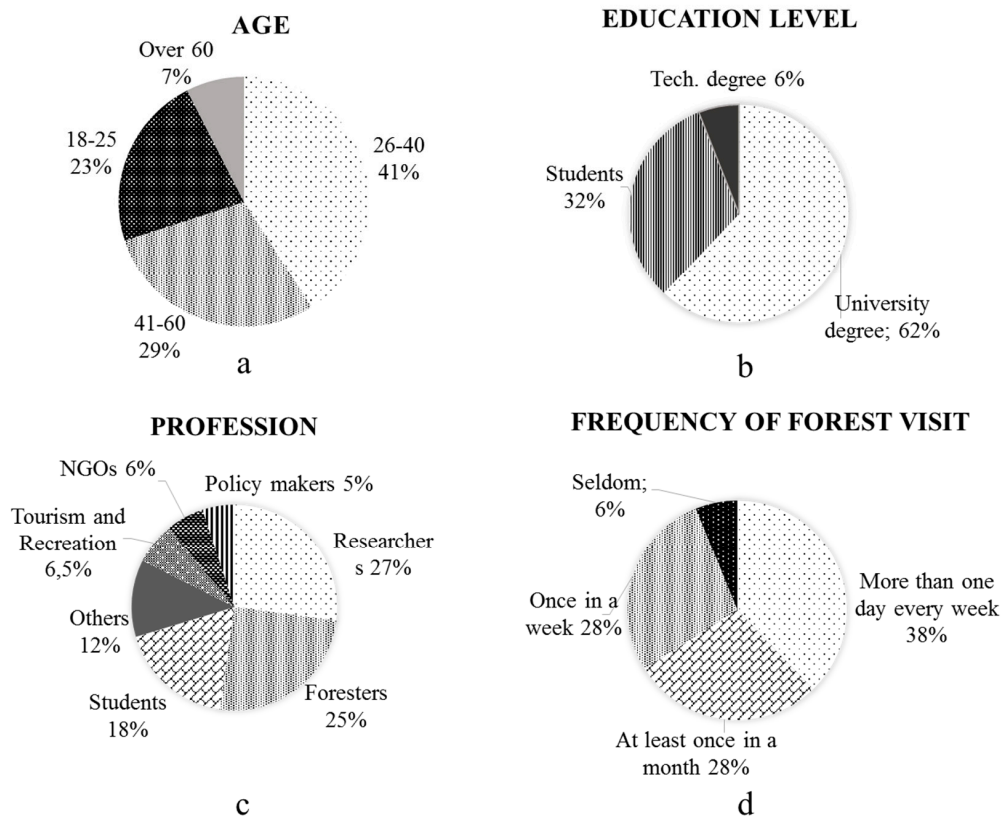 AGE
Over 60
7%
18-25
23%
26-40
41%
41-60
29%
a
EDUCATION LEVEL
Tech. degree 6%
Students
32%
University
degree; 62%
b
PROFESSION
NGOs 6%
Policy makers 5%
Tourism and
Recreation
6,5%
Researcher
s 27%
Others
12%
Students
18%
Foresters
25%
c
FREQUENCY OF FOREST VISIT
Seldom;
6%
Once in a
week 28%
More than one
day every week
38%
At least once in a
month 28%
d